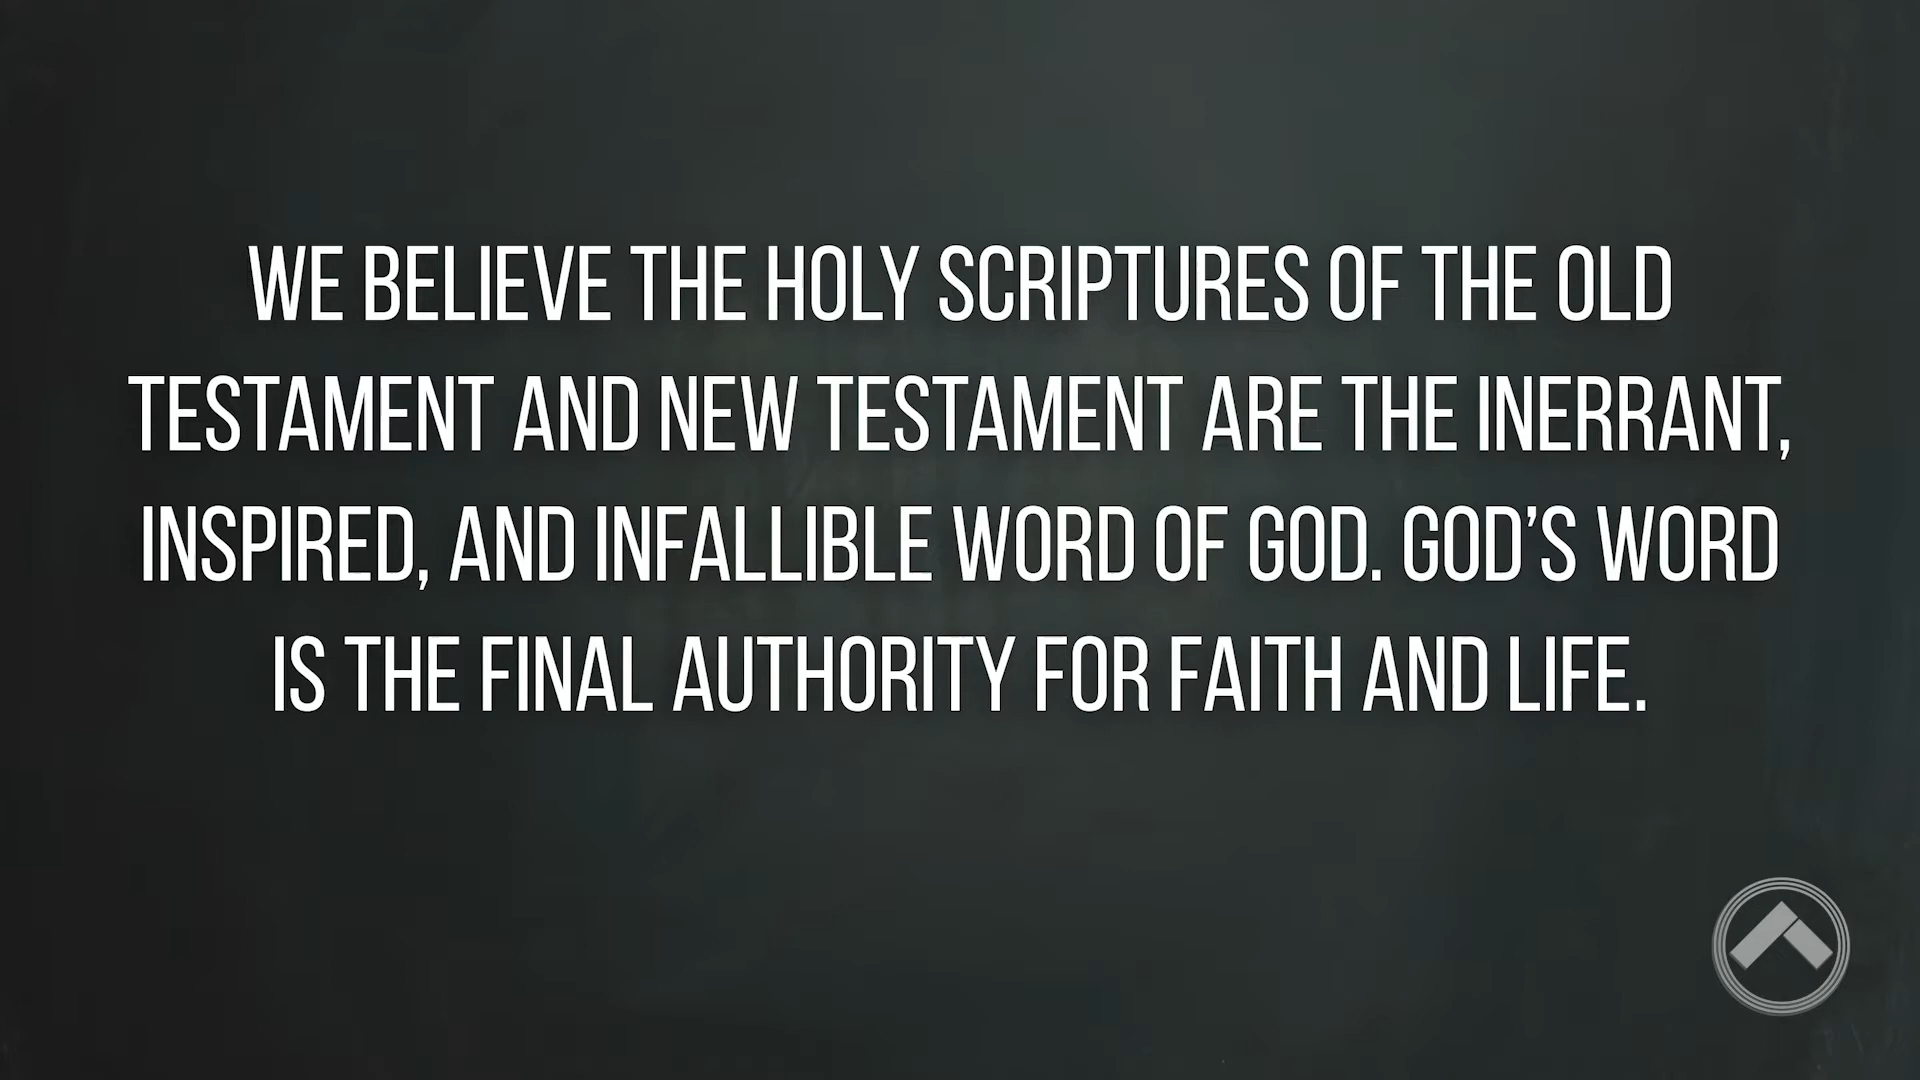 WE BELIEVE THE HOLY SCRIPTURES OF THE OLD
TESTAMENT AND NEW TESTAMENT ARE THE INERRANT,
INSPIRED, AND INFALLIBLE WORD OF GOD. GOD’S WORD
IS THE FINAL AUTHORITY FOR FAITH AND LIFE.